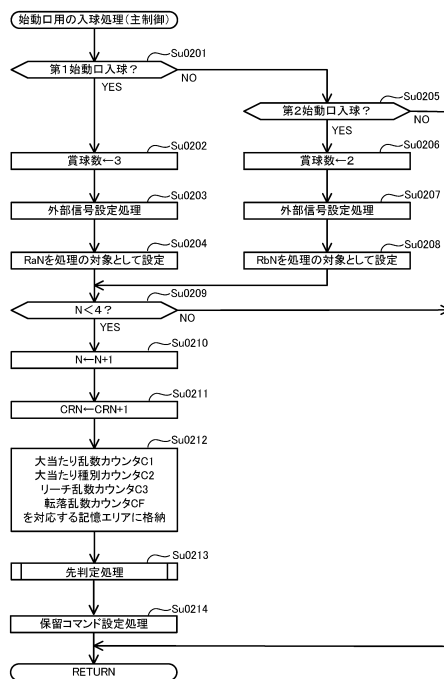 始動口用の入球処理(主制御)
Su0201
第1始動口入球?
NO
YES
Su0205
第2始動口入球?
NO
YES
Su0202
賞球数←3
Su0206
賞球数←2
Su0203
外部信号設定処理
Su0207
外部信号設定処理
Su0204
RaNを処理の対象として設定
Su0208
RbNを処理の対象として設定
Su0209
N<4?
NO
YES
Su0210
N←N+1
Su0211
CRN←CRN+1
Su0212
大当たり乱数カウンタC1
大当たり種別カウンタC2
リーチ乱数カウンタC3
転落乱数カウンタCF
を対応する記憶エリアに格納
Su0213
先判定処理
Su0214
保留コマンド設定処理
RETURN